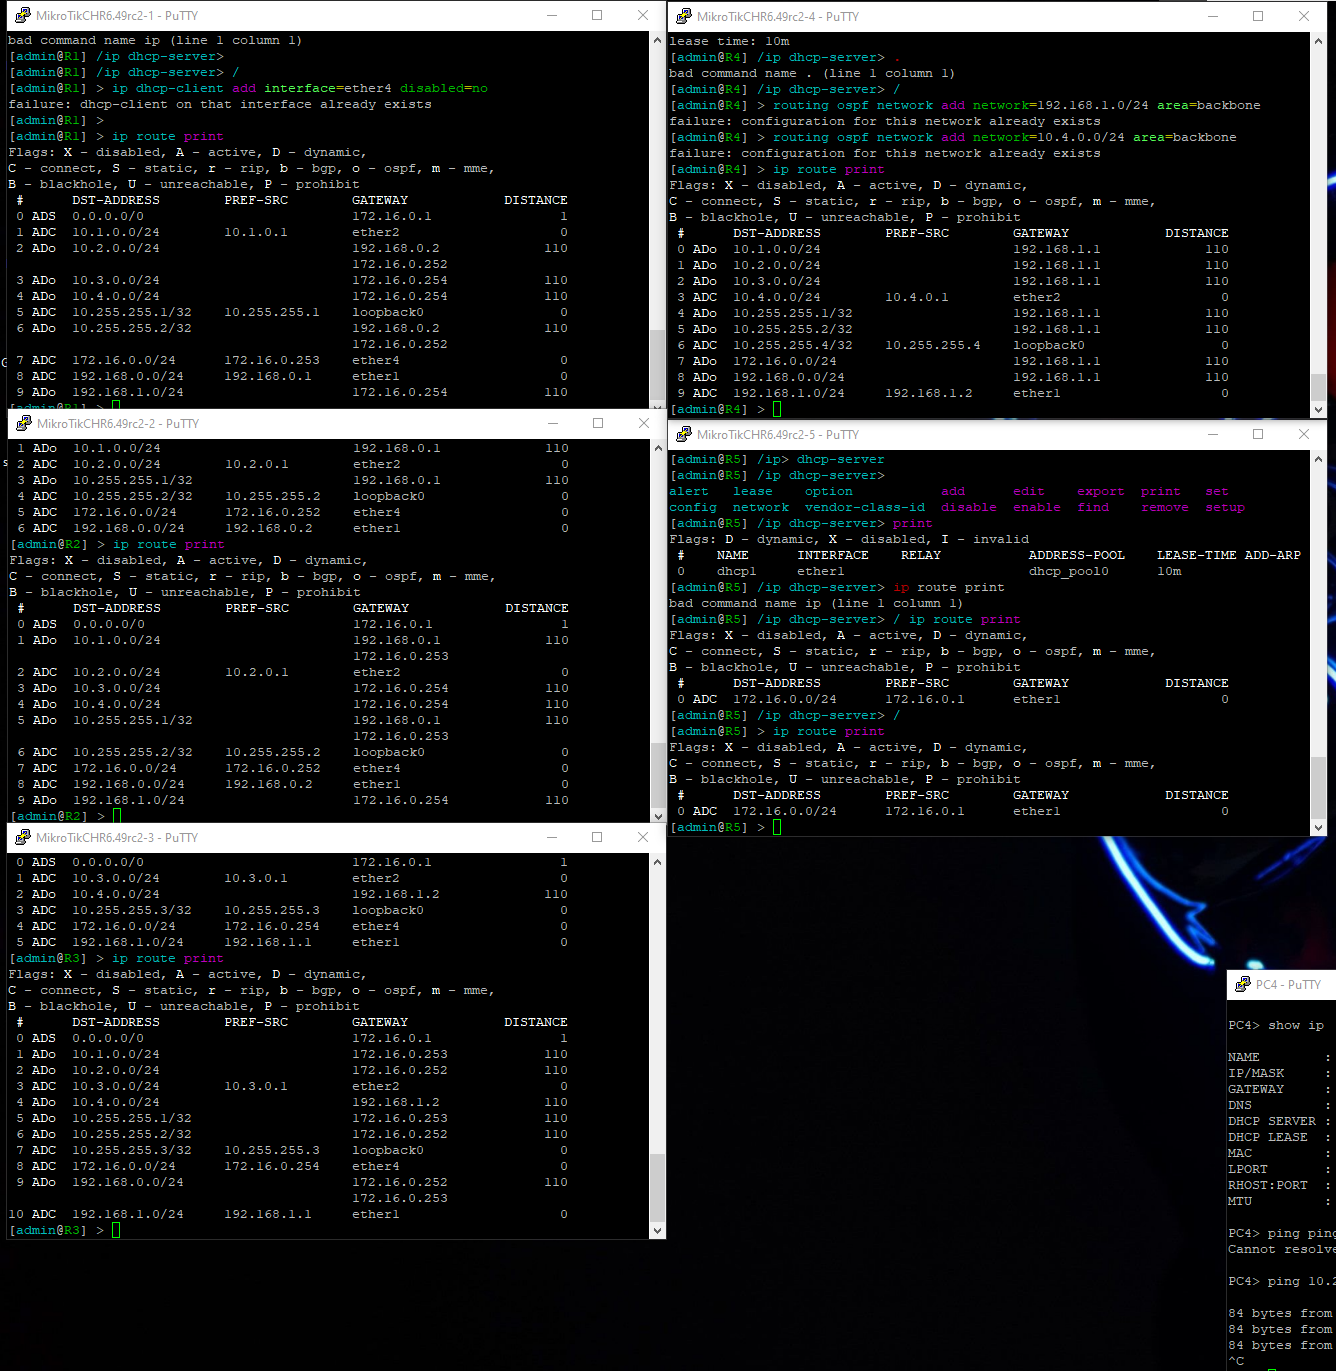 MikroTikCHR6.49rc2-1 - PuTTY
bad command name ip (line 1 column 1)
[admin@R1] /ip dhcp-server>
[admin@R1] /ip dhcp-server> /
[admin@R1] > ip dhcp-client add interface=ether4 disabled=no
failure: dhcp-client on that interface already exists
[admin@R1] >
[admin@R1] > ip route print
Flags: X - disabled, A - active, D - dynamic,
C - connect, S - static, r - rip, b - bgp, o - ospf, m - mme,
B - blackhole, U - unreachable, P - prohibit
# DST-ADDRESS PREF-SRC GATEWAY DISTANCE
0 ADS 0.0.0.0/0 172.16.0.1 1
1 ADC 10.1.0.0/24 10.1.0.1 ether2 0
2 ADo 10.2.0.0/24 192.168.0.2 110
172.16.0.252
3 ADo 10.3.0.0/24 172.16.0.254 110
4 ADo 10.4.0.0/24 172.16.0.254 110
5 ADC 10.255.255.1/32 10.255.255.1 loopback0 0
6 ADo 10.255.255.2/32 192.168.0.2 110
172.16.0.252
7 ADC 172.16.0.0/24 172.16.0.253 ether4 0
8 ADC 192.168.0.0/24 192.168.0.1 ether1 0
9 ADo 192.168.1.0/24 172.16.0.254 110
[admin@R1] >
MikroTikCHR6.49rc2-2 - PuTTY
1 ADo 10.1.0.0/24 192.168.0.1 110
2 ADC 10.2.0.0/24 10.2.0.1 ether2 0
3 ADo 10.255.255.1/32 192.168.0.1 110
4 ADC 10.255.255.2/32 10.255.255.2 loopback0 0
5 ADC 172.16.0.0/24 172.16.0.252 ether4 0
6 ADC 192.168.0.0/24 192.168.0.2 ether1 0
[admin@R2] > ip route print
Flags: X - disabled, A - active, D - dynamic,
C - connect, S - static, r - rip, b - bgp, o - ospf, m - mme,
B - blackhole, U - unreachable, P - prohibit
# DST-ADDRESS PREF-SRC GATEWAY DISTANCE
0 ADS 0.0.0.0/0 172.16.0.1 1
1 ADo 10.1.0.0/24 192.168.0.1 110
172.16.0.253
2 ADC 10.2.0.0/24 10.2.0.1 ether2 0
3 ADo 10.3.0.0/24 172.16.0.254 110
4 ADo 10.4.0.0/24 172.16.0.254 110
5 ADo 10.255.255.1/32 192.168.0.1 110
172.16.0.253
6 ADC 10.255.255.2/32 10.255.255.2 loopback0 0
7 ADC 172.16.0.0/24 172.16.0.252 ether4 0
8 ADC 192.168.0.0/24 192.168.0.2 ether1 0
9 ADo 192.168.1.0/24 172.16.0.254 110
[admin@R2] >
MikroTikCHR6.49rc2-3 - PuTTY
0 ADS 0.0.0.0/0 172.16.0.1 1
1 ADC 10.3.0.0/24 10.3.0.1 ether2 0
2 ADo 10.4.0.0/24 192.168.1.2 110
3 ADC 10.255.255.3/32 10.255.255.3 loopback0 0
4 ADC 172.16.0.0/24 172.16.0.254 ether4 0
5 ADC 192.168.1.0/24 192.168.1.1 ether1 0
[admin@R3] > ip route print
Flags: X - disabled, A - active, D - dynamic,
C - connect, S - static, r - rip, b - bgp, o - ospf, m - mme,
B - blackhole, U - unreachable, P - prohibit
# DST-ADDRESS PREF-SRC GATEWAY DISTANCE
0 ADS 0.0.0.0/0 172.16.0.1 1
1 ADo 10.1.0.0/24 172.16.0.253 110
2 ADo 10.2.0.0/24 172.16.0.252 110
3 ADC 10.3.0.0/24 10.3.0.1 ether2 0
4 ADo 10.4.0.0/24 192.168.1.2 110
5 ADo 10.255.255.1/32 172.16.0.253 110
6 ADo 10.255.255.2/32 172.16.0.252 110
7 ADC 10.255.255.3/32 10.255.255.3 loopback0 0
8 ADC 172.16.0.0/24 172.16.0.254 ether4 0
9 ADo 192.168.0.0/24 172.16.0.252 110
172.16.0.253
10 ADC 192.168.1.0/24 192.168.1.1 ether1 0
[admin@R3] >
MikroTikCHR6.49rc2-4 - PuTTY
lease time: 10m
[admin@R4] /ip dhcp-server> .
bad command name . (line 1 column 1)
[admin@R4] /ip dhcp-server> /
[admin@R4] > routing ospf network add network=192.168.1.0/24 area=backbone
failure: configuration for this network already exists
[admin@R4] > routing ospf network add network=10.4.0.0/24 area=backbone
failure: configuration for this network already exists
[admin@R4] > ip route print
Flags: X - disabled, A - active, D - dynamic,
C - connect, S - static, r - rip, b - bgp, o - ospf, m - mme,
B - blackhole, U - unreachable, P - prohibit
# DST-ADDRESS PREF-SRC GATEWAY DISTANCE
0 ADo 10.1.0.0/24 192.168.1.1 110
1 ADo 10.2.0.0/24 192.168.1.1 110
2 ADo 10.3.0.0/24 192.168.1.1 110
3 ADC 10.4.0.0/24 10.4.0.1 ether2 0
4 ADo 10.255.255.1/32 192.168.1.1 110
5 ADo 10.255.255.2/32 192.168.1.1 110
6 ADC 10.255.255.4/32 10.255.255.4 loopback0 0
7 ADo 172.16.0.0/24 192.168.1.1 110
8 ADo 192.168.0.0/24 192.168.1.1 110
9 ADC 192.168.1.0/24 192.168.1.2 ether1 0
[admin@R4] >
MikroTikCHR6.49rc2-5 - PuTTY
[admin@R5] /ip> dhcp-server
[admin@R5] /ip dhcp-server>
alert lease option add edit export print set
config network vendor-class-id disable enable find remove setup
[admin@R5] /ip dhcp-server> print
Flags: D - dynamic, X - disabled, I - invalid
# NAME INTERFACE RELAY ADDRESS-POOL LEASE-TIME ADD-ARP
0 dhcp1 ether1 dhcp_pool0 10m
[admin@R5] /ip dhcp-server> ip route print
bad command name ip (line 1 column 1)
[admin@R5] /ip dhcp-server> / ip route print
Flags: X - disabled, A - active, D - dynamic,
C - connect, S - static, r - rip, b - bgp, o - ospf, m - mme,
B - blackhole, U - unreachable, P - prohibit
# DST-ADDRESS PREF-SRC GATEWAY DISTANCE
0 ADC 172.16.0.0/24 172.16.0.1 ether1 0
[admin@R5] /ip dhcp-server> /
[admin@R5] > ip route print
Flags: X - disabled, A - active, D - dynamic,
C - connect, S - static, r - rip, b - bgp, o - ospf, m - mme,
B - blackhole, U - unreachable, P - prohibit
# DST-ADDRESS PREF-SRC GATEWAY DISTANCE
0 ADC 172.16.0.0/24 172.16.0.1 ether1 0
[admin@R5] >
PC4 - PuTTY
PC4> show ip
NAME :
IP/MASK :
GATEWAY :
DNS :
DHCP SERVER :
DHCP LEASE :
MAC :
LPORT :
RHOST:PORT :
MTU :
PC4> ping ping
Cannot resolve
PC4> ping 10.2
84 bytes from
84 bytes from
84 bytes from
^C